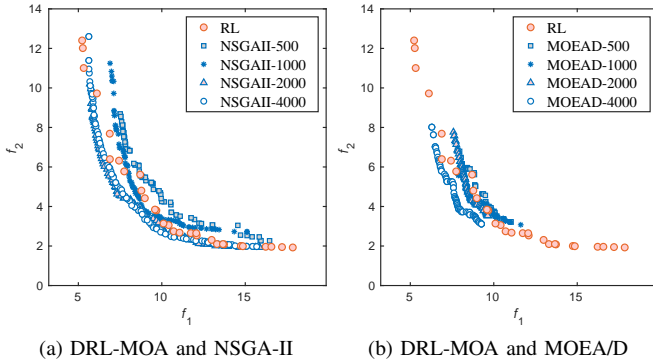 14
12
10
8
6
4
2
0
5
10
15
f2
f1
RL
NSGAII-500
NSGAII-1000
NSGAII-2000
NSGAII-4000
(a) DRL-MOA and NSGA-II
14
12
10
8
6
4
2
0
5
10
15
f2
f1
RL
MOEAD-500
MOEAD-1000
MOEAD-2000
MOEAD-4000
(b) DRL-MOA and MOEA/D